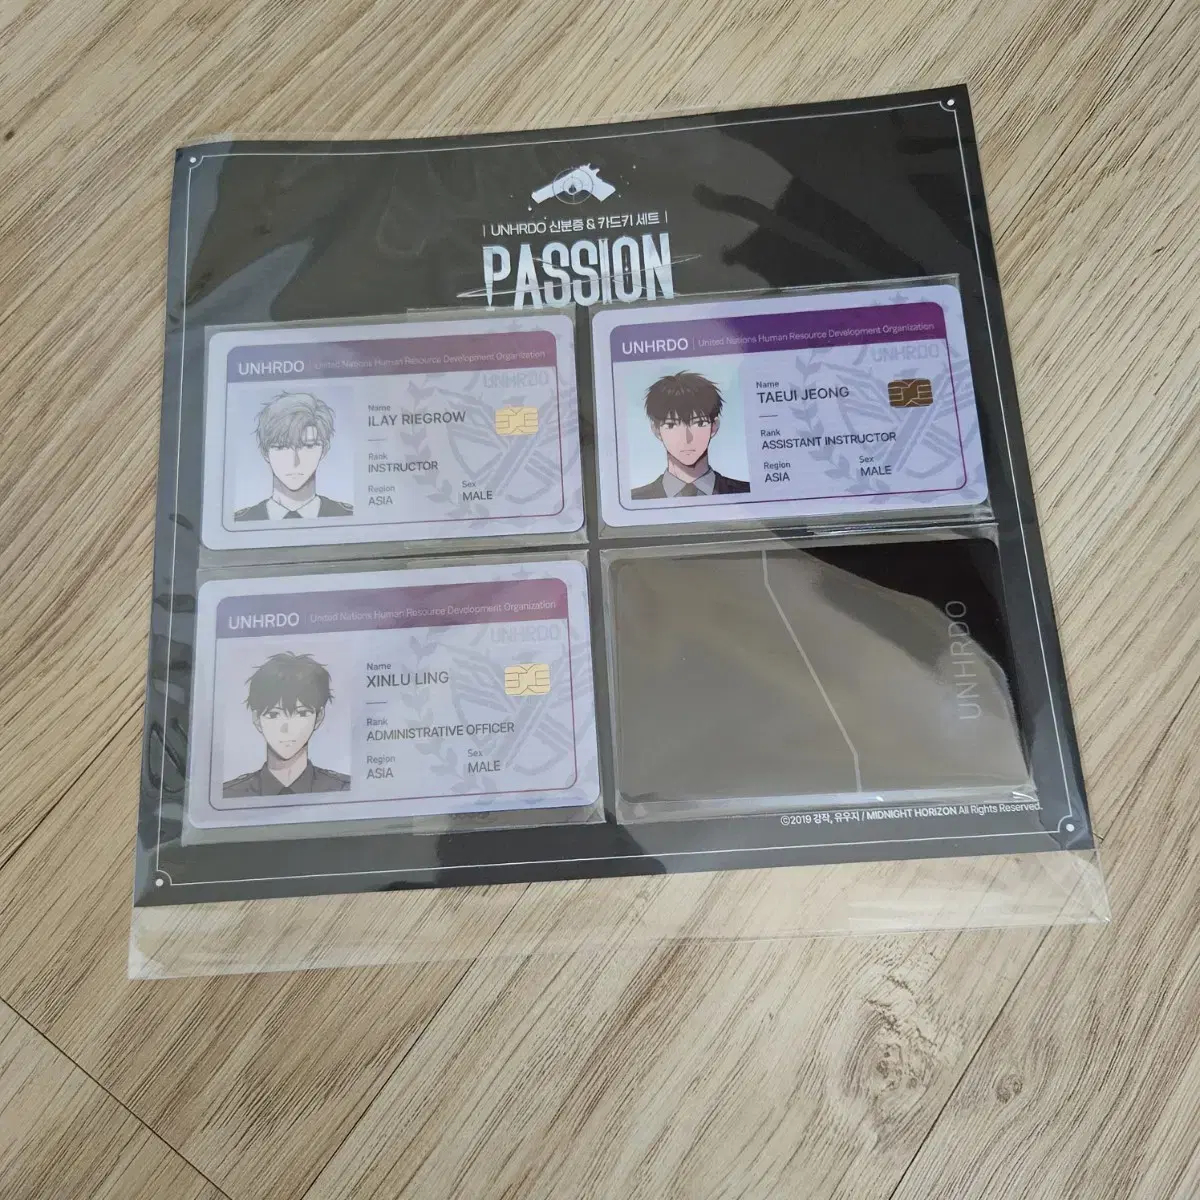 | UNHRDO 신분증 & 카드키 세트 |
PASSION
UNHRDO | United Nations Human Resource Development Organization
UNHRDO
Name
ILAY RIEGROW
Rank
INSTRUCTOR
Region
ASIA
Sex
MALE
UNHRDO | United Nations Human Resource Development Organization
UNHRDO
Name
TAEUI JEONG
Rank
ASSISTANT INSTRUCTOR
Region
ASIA
Sex
MALE
UNHRDO | United Nations Human Resource Development Organization
UNHRDO
Name
XINLU LING
Rank
ADMINISTRATIVE OFFICER
Region
ASIA
Sex
MALE
UNHRDO
©2019 강작, 유우지 / MIDNIGHT HORIZON All Rights Reserved.